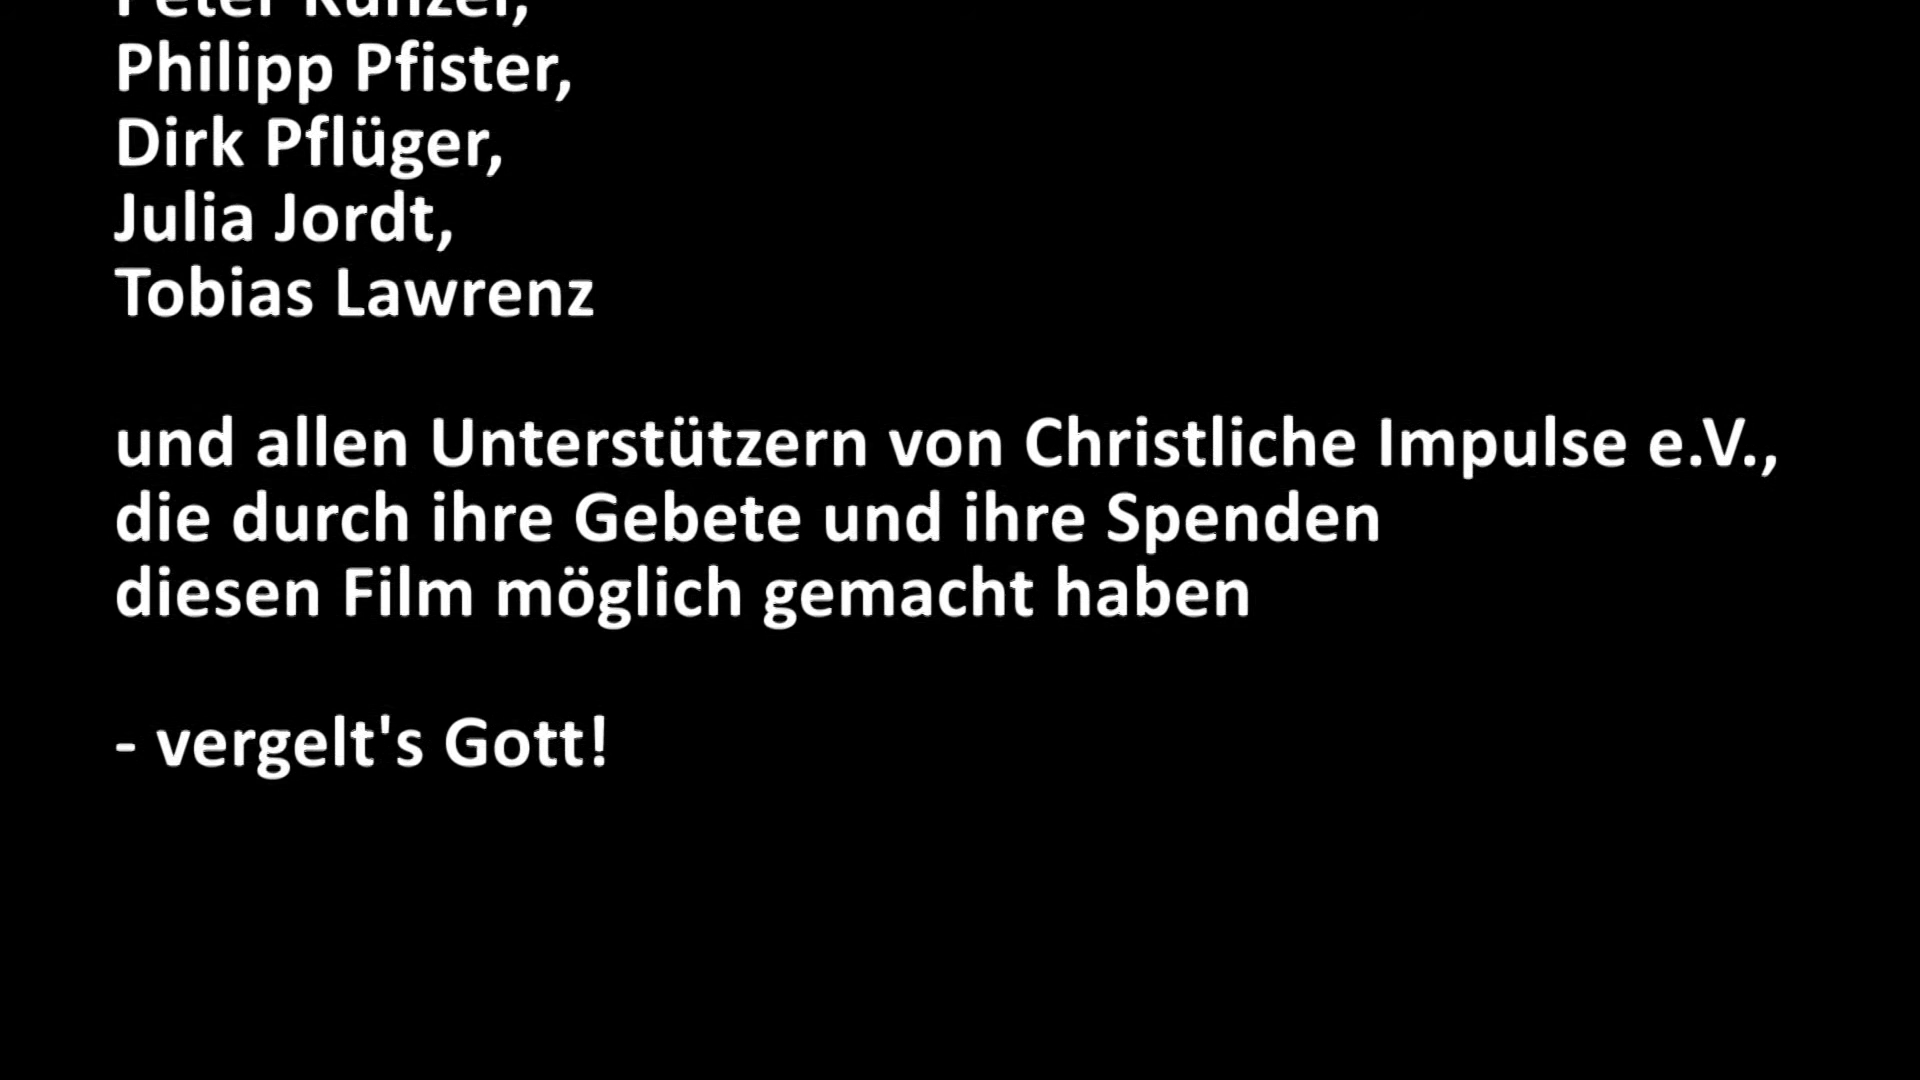 Philipp Pfister,
Dirk Pflüger,
Julia Jordt,
Tobias Lawrenz
und allen Unterstützern von Christliche Impulse e.V.,
die durch ihre Gebete und ihre Spenden
diesen Film möglich gemacht haben
- vergelt's Gott!